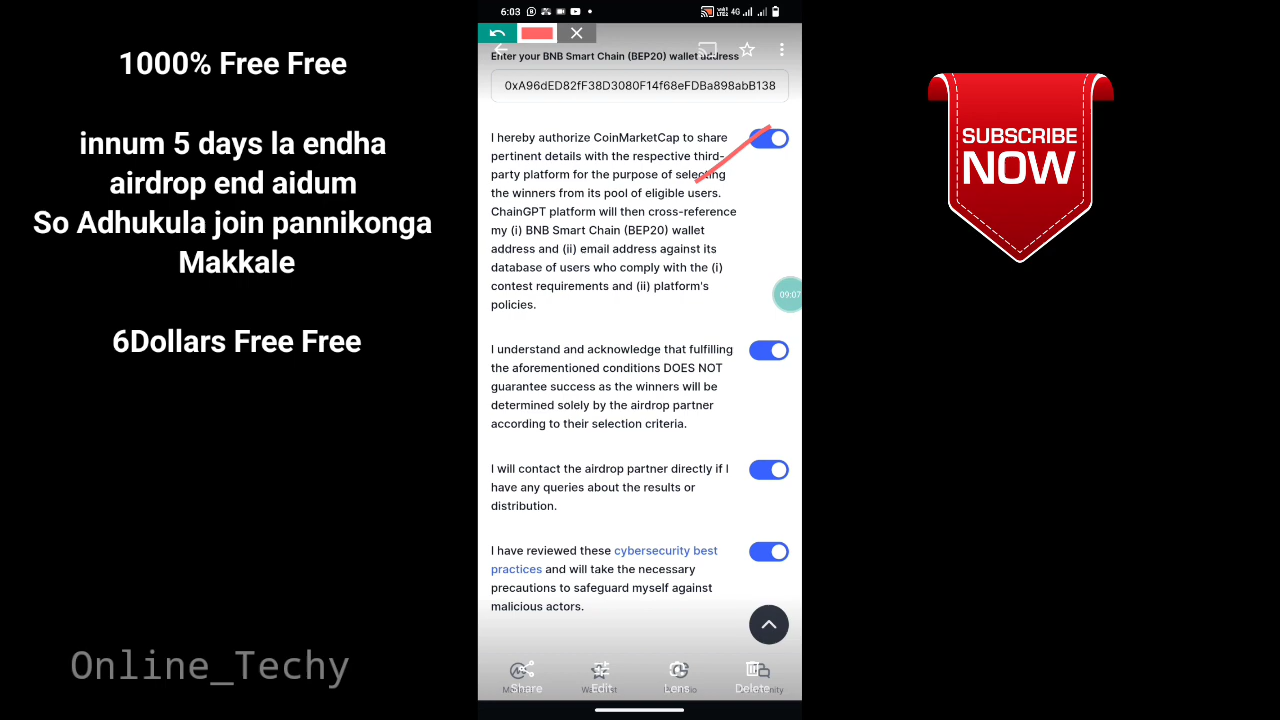 1000% Free Free
innum 5 days la endha
airdrop end aidum
So Adhukula join pannikonga
Makkale
6Dollars Free Free
Online_Techy
6:03
4G
Enter your BNB Smart Chain (BEP20) wallet address
0xA96dED82fF38D3080F14f68eFDBa898abB138
I hereby authorize CoinMarketCap to share
pertinent details with the respective third-
party platform for the purpose of selecting
the winners from its pool of eligible users.
ChainGPT platform will then cross-reference
my (i) BNB Smart Chain (BEP20) wallet
address and (ii) email address against its
database of users who comply with the (i)
contest requirements and (ii) platform's
policies.
09:07
I understand and acknowledge that fulfilling
the aforementioned conditions DOES NOT
guarantee success as the winners will be
determined solely by the airdrop partner
according to their selection criteria.
I will contact the airdrop partner directly if I
have any queries about the results or
distribution.
I have reviewed these cybersecurity best
practices and will take the necessary
precautions to safeguard myself against
malicious actors.
Share Edit Lens Delete
SUBSCRIBE
NOW